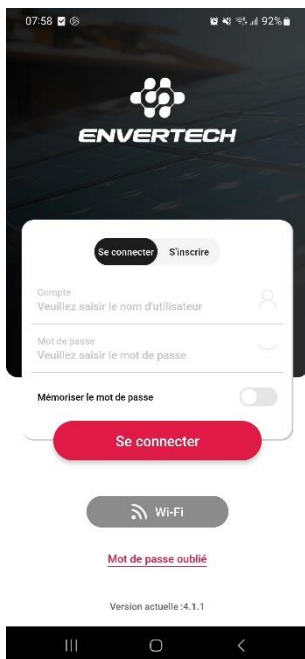 07:58 92%
ENVERTECH
Se connecter S'inscrire
Compte
Veuillez saisir le nom d'utilisateur
Mot de passe
Veuillez saisir le mot de passe
Mémoriser le mot de passe
Se connecter
Wi-Fi
Mot de passe oublié
Version actuelle :4.1.1